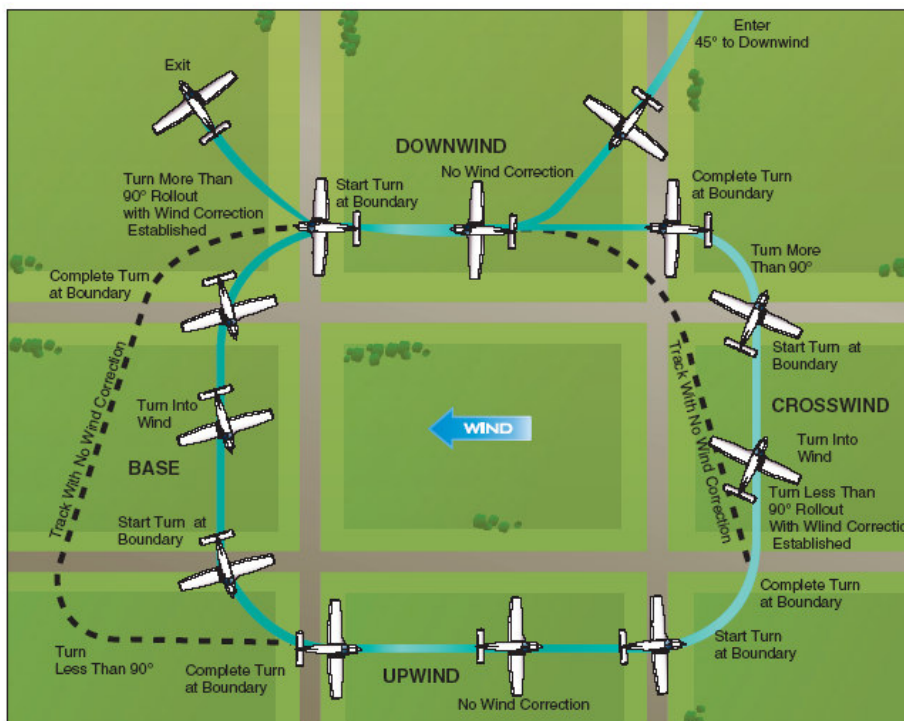 Enter
45° to Downwind
Exit
DOWNWIND
No Wind Correction
Complete Turn
at Boundary
Start Turn
at Boundary
Turn More Than
90° Rollout
with Wind Correction
Established
Turn More
Than 90°
Complete Turn
at Boundary
Start Turn at
Boundary
Track With No Wind Correction
Turn Into
Wind
BASE
WIND
Track With No Wind Correction
CROSSWIND
Turn Into
Wind
Turn Less Than
90° Rollout
With WIind Correction
Established
Start Turn at
Boundary
Complete Turn
at Boundary
Start Turn at
Boundary
Turn
Less Than 90°
Complete Turn
at Boundary
UPWIND
No Wind Correction